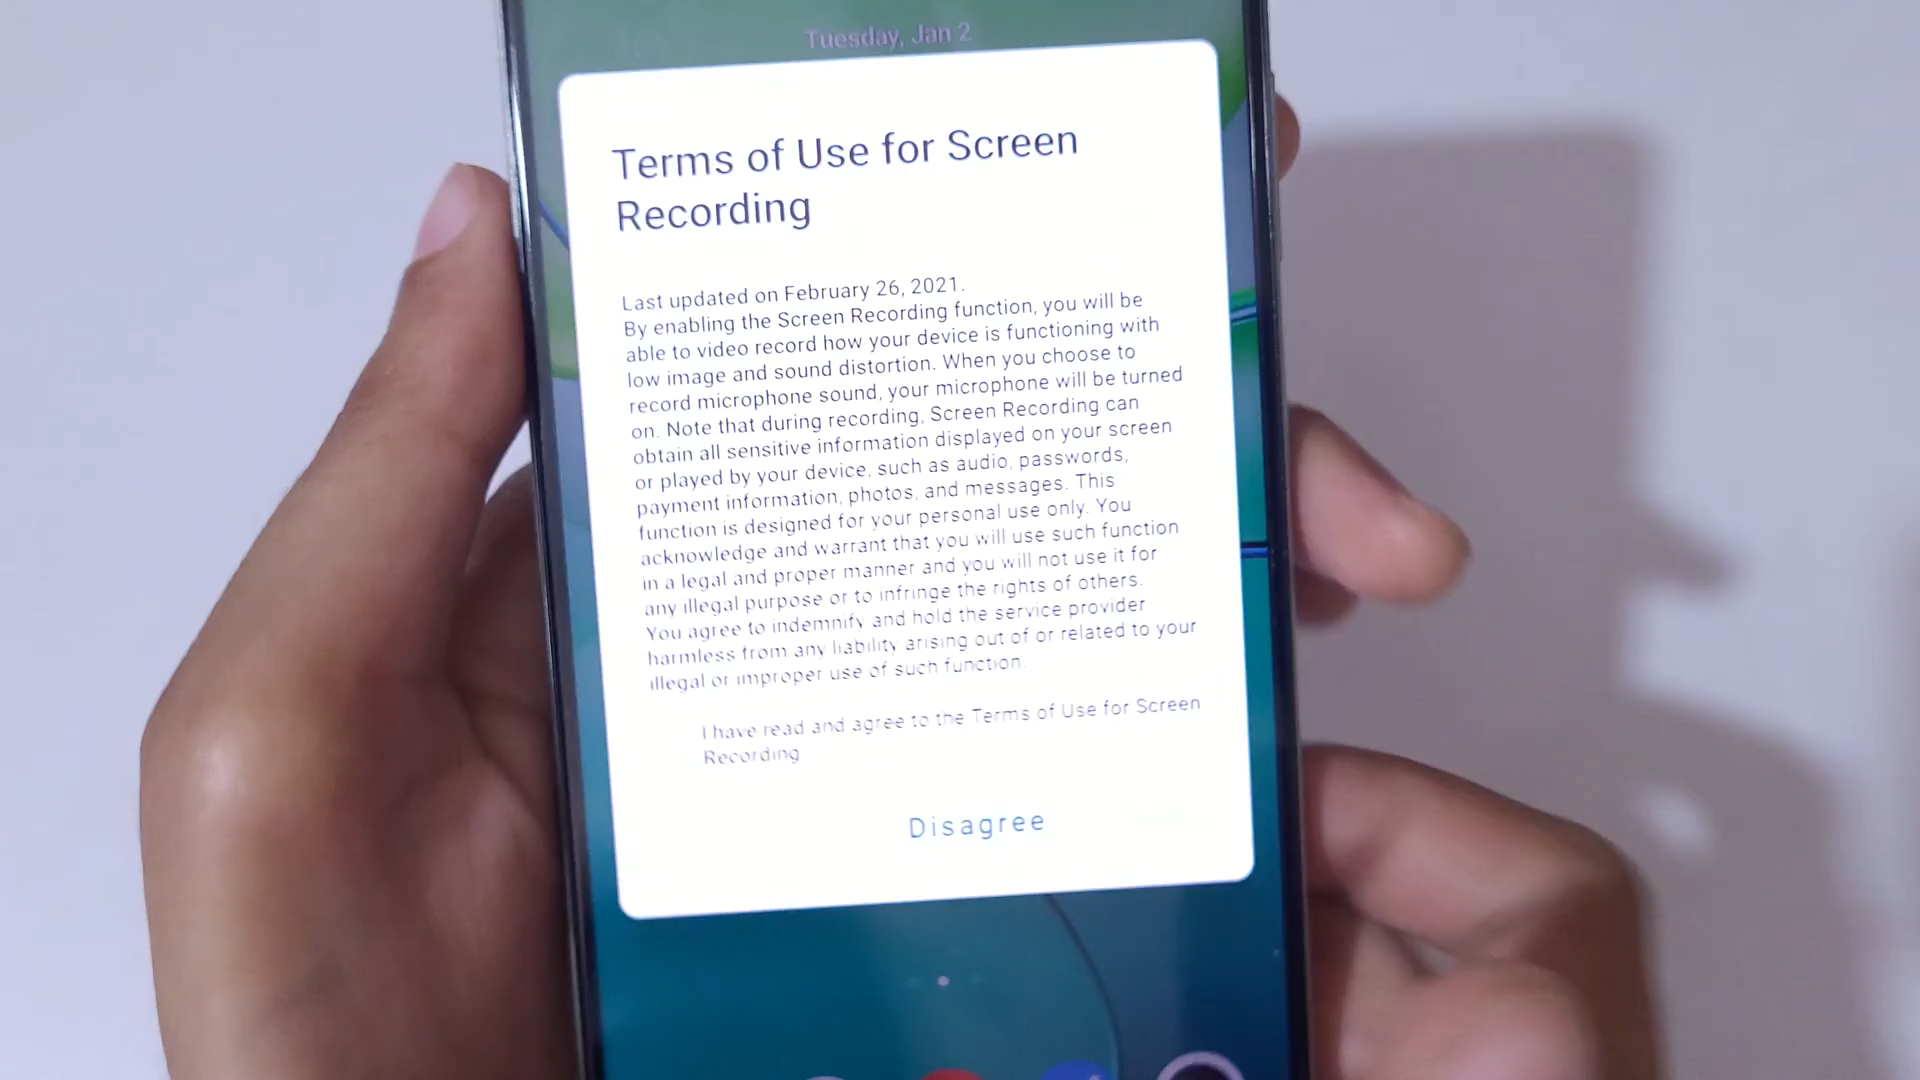 Tuesday, Jan 2
Terms of Use for Screen
Recording
Last updated on February 26, 2021.
By enabling the Screen Recording function, you will be
able to video record how your device is functioning with
low image and sound distortion. When you choose to
record microphone sound, your microphone will be turned
on. Note that during recording, Screen Recording can
obtain all sensitive information displayed on your screen
or played by your device, such as audio, passwords,
payment information, photos, and messages. This
function is designed for your personal use only. You
acknowledge and warrant that you will use such function
in a legal and proper manner and you will not use it for
any illegal purpose or to infringe the rights of others.
You agree to indemnify and hold the service provider
harmless from any liability arising out of or related to your
illegal or improper use of such function.
I have read and agree to the Terms of Use for Screen
Recording
Disagree